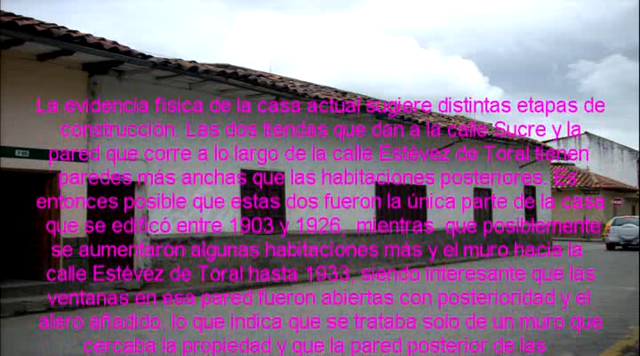 La evidencia física de la casa actual sugiere distintas etapas de
construcción. Las dos tiendas que dan a la calle Sucre y la
pared que corre a lo largo de la calle Estévez de Toral tienen
paredes más anchas que las habitaciones posteriores. Es
entonces posible que estas dos fueron la única parte de la casa
que se edificó entre 1903 y 1926 , mientras que posiblemente
se aumentarón algunas habitaciones más y el muro hacia la
calle Estévez de Toral hasta 1933, siendo interesante que las
ventanas en esa pared fueron abiertas con posterioridad y el
alero añadido, lo que indica que se trataba solo de un muro que
cercaba la propiedad y que la pared posterior de las